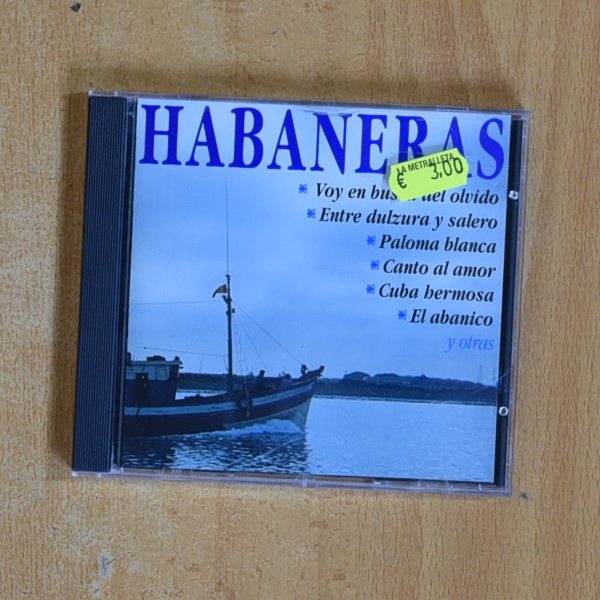 HABANERAS
LA METRALLETA
€ 3,00
Voy en busca del olvido
Entre dulzura y salero
Paloma blanca
Canto al amor
Cuba hermosa
El abanico
y otras